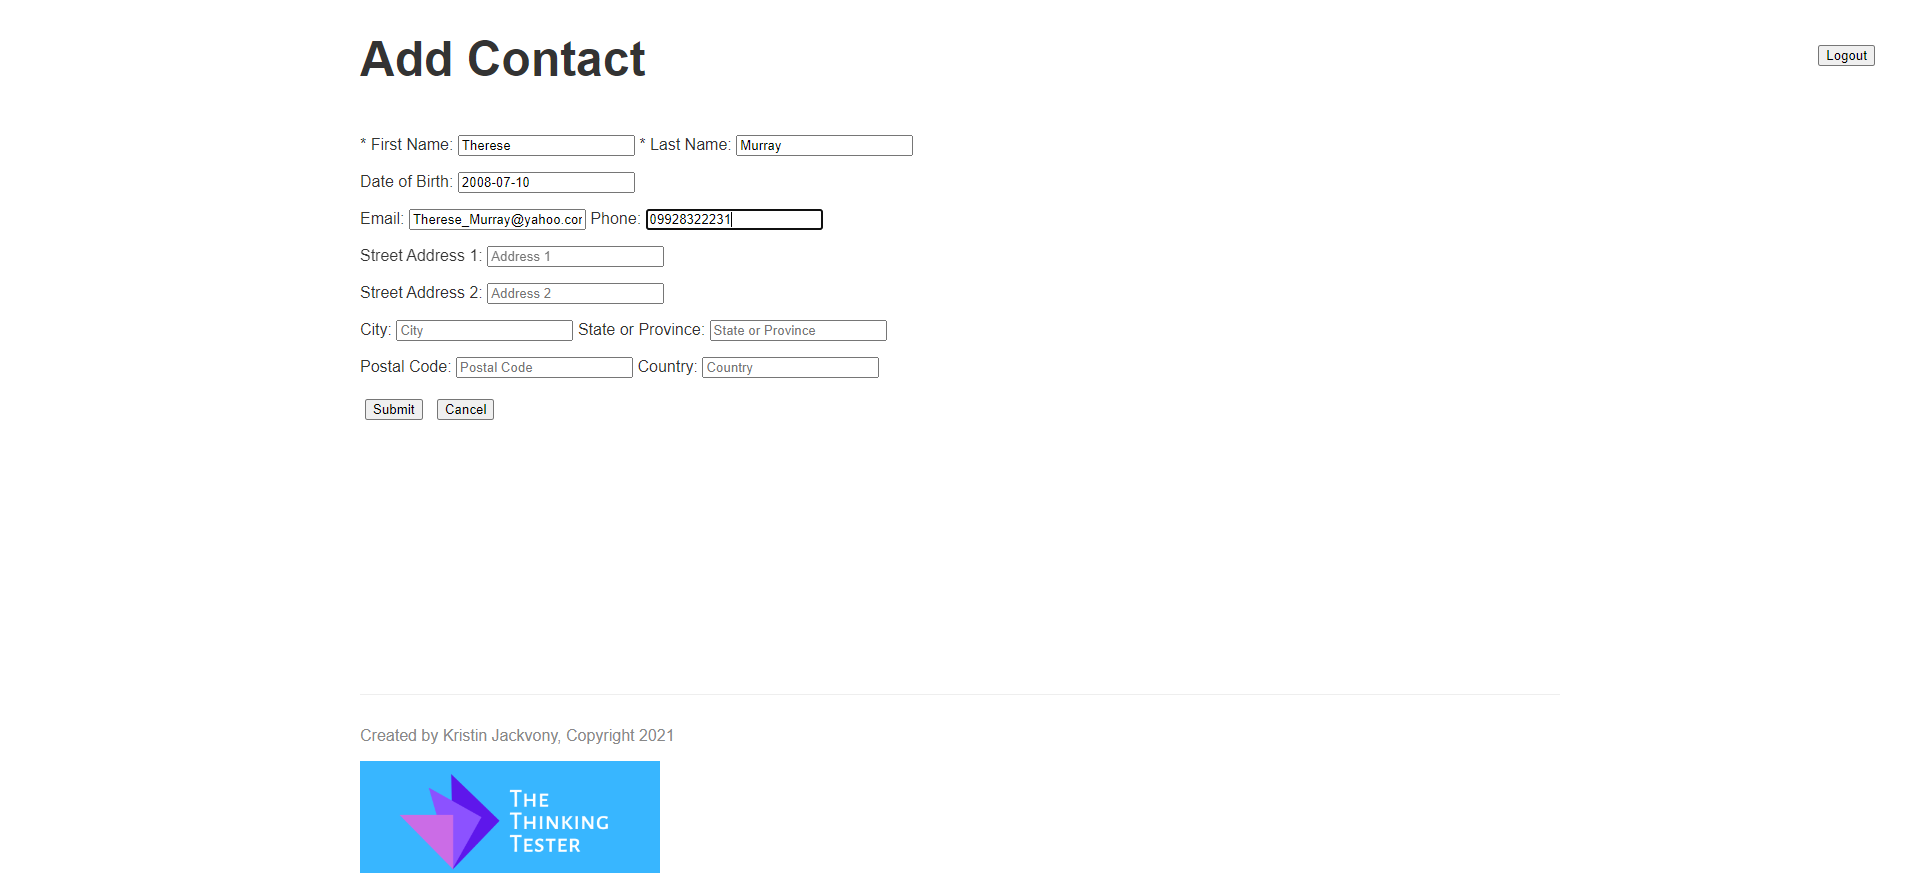 Add Contact
Logout
* First Name: Therese * Last Name: Murray
Date of Birth: 2008-07-10
Email: Therese_Murray@yahoo.cor Phone: 09928322231
Street Address 1: Address 1
Street Address 2: Address 2
City: City State or Province: State or Province
Postal Code: Postal Code Country: Country
Submit Cancel
Created by Kristin Jackvony, Copyright 2021
THE
THINKING
TESTER